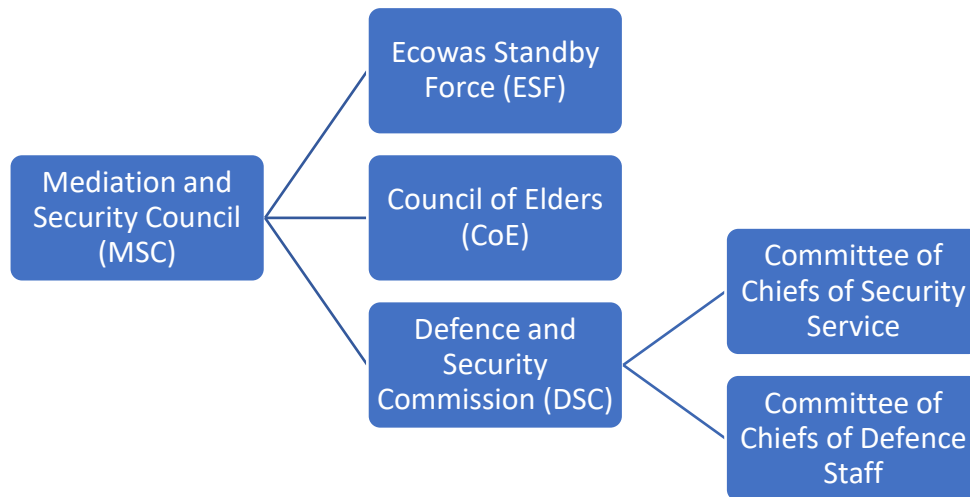 Ecowas Standby
Force (ESF)
Mediation and
Security Council
(MSC)
Council of Elders
(CoE)
Defence and
Security
Commission (DSC)
Committee of
Chiefs of Security
Service
Committee of
Chiefs of Defence
Staff